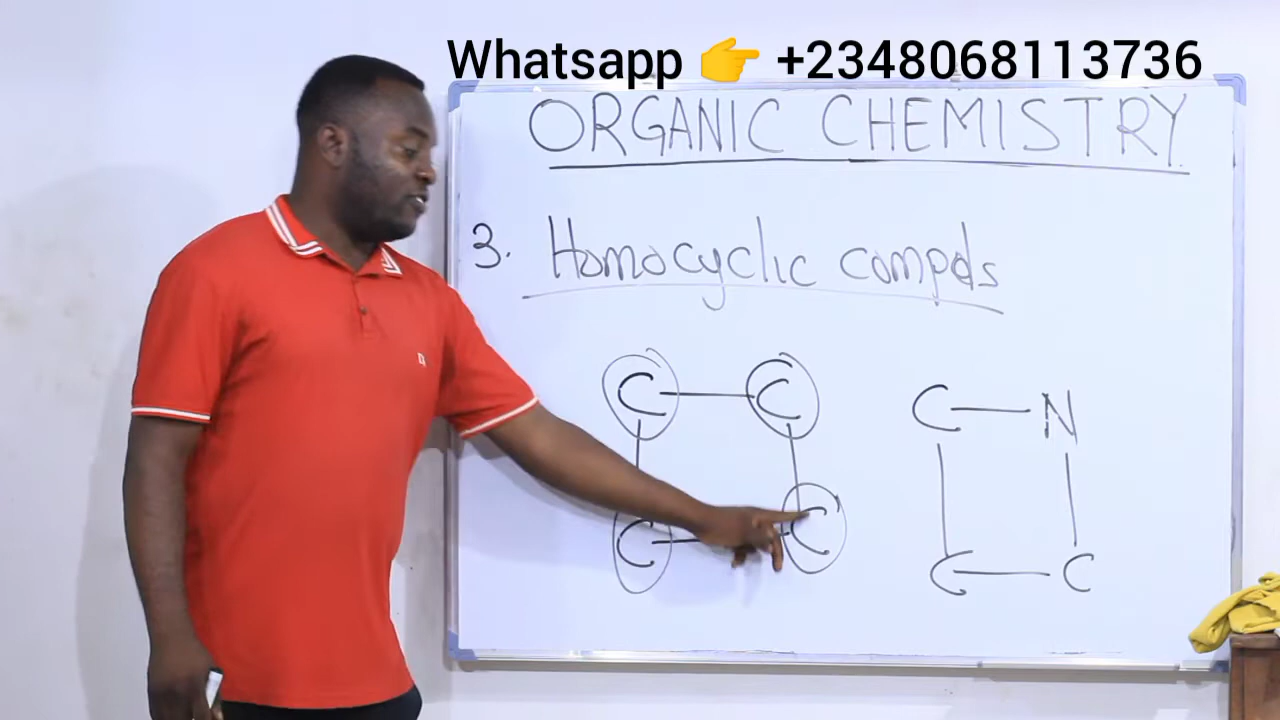 Whatsapp 👉 +2348068113736
ORGANIC CHEMISTRY
3. Homocyclic compds
C C C N
C C C C